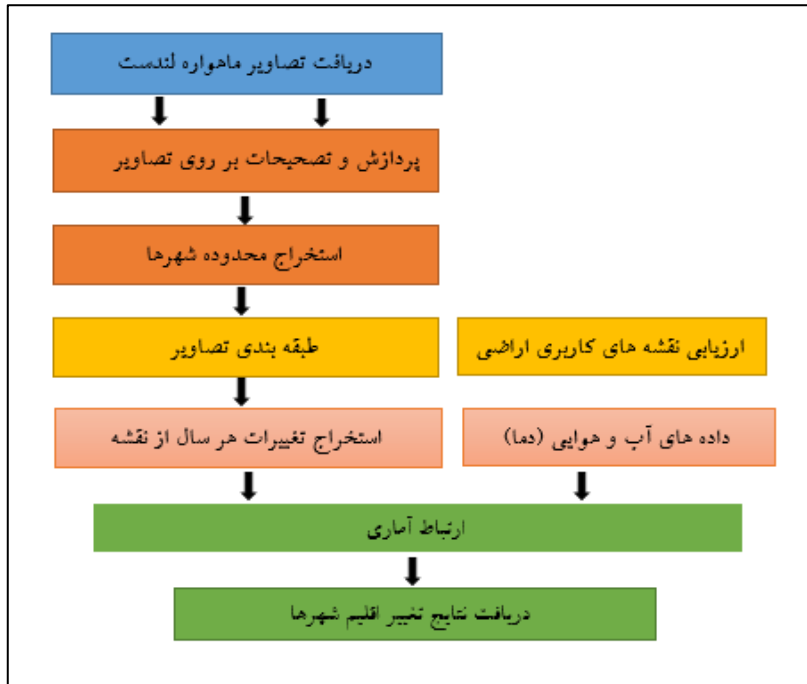 دریافت تصاویر ماهواره لندست
پردازش و تصحیحات بر روی تصاویر
استخراج محدوده شهرها
طبقه بندی تصاویر
ارزیابی نقشه های کاربری اراضی
استخراج تغییرات هر سال از نقشه
داده های آب و هوایی (دما)
ارتباط آماری
دریافت نتایج تغییر اقلیم شهرها